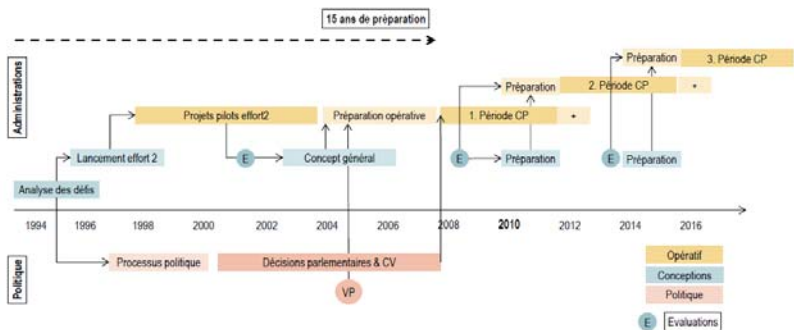 15 ans de préparation
Administrations
Préparation
3. Période CP
Préparation
2. Période CP
+
Projets pilots effort2
Préparation opérative
1. Période CP
+
Lancement effort 2
E
Concept général
E
Préparation
E
Préparation
Analyse des défis
1994
1996
1998
2000
2002
2004
2006
2008
2010
2012
2014
2016
Politique
Processus politique
Décisions parlementaires & CV
VP
Opératif
Conceptions
Politique
E
Evaluations